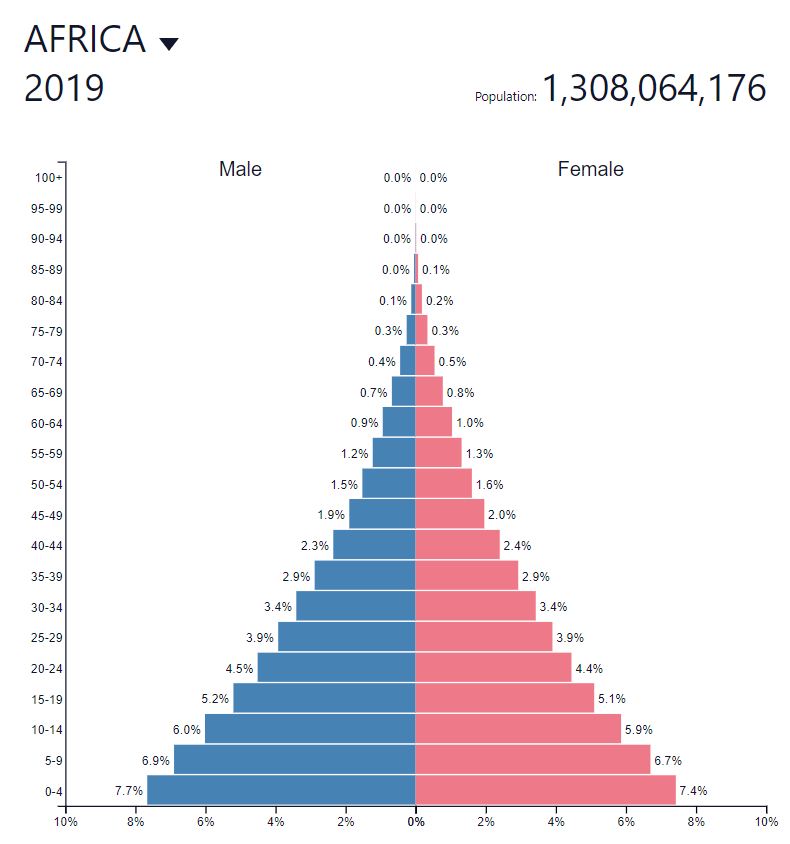 AFRICA
2019
Population: 1,308,064,176
Male Female
100+ 0.0% 0.0%
95-99 0.0% 0.0%
90-94 0.0% 0.0%
85-89 0.0% 0.1%
80-84 0.1% 0.2%
75-79 0.3% 0.3%
70-74 0.4% 0.5%
65-69 0.7% 0.8%
60-64 0.9% 1.0%
55-59 1.2% 1.3%
50-54 1.5% 1.6%
45-49 1.9% 2.0%
40-44 2.3% 2.4%
35-39 2.9% 2.9%
30-34 3.4% 3.4%
25-29 3.9% 3.9%
20-24 4.5% 4.4%
15-19 5.2% 5.1%
10-14 6.0% 5.9%
5-9 6.9% 6.7%
0-4 7.7% 7.4%
10% 8% 6% 4% 2% 0% 2% 4% 6% 8% 10%